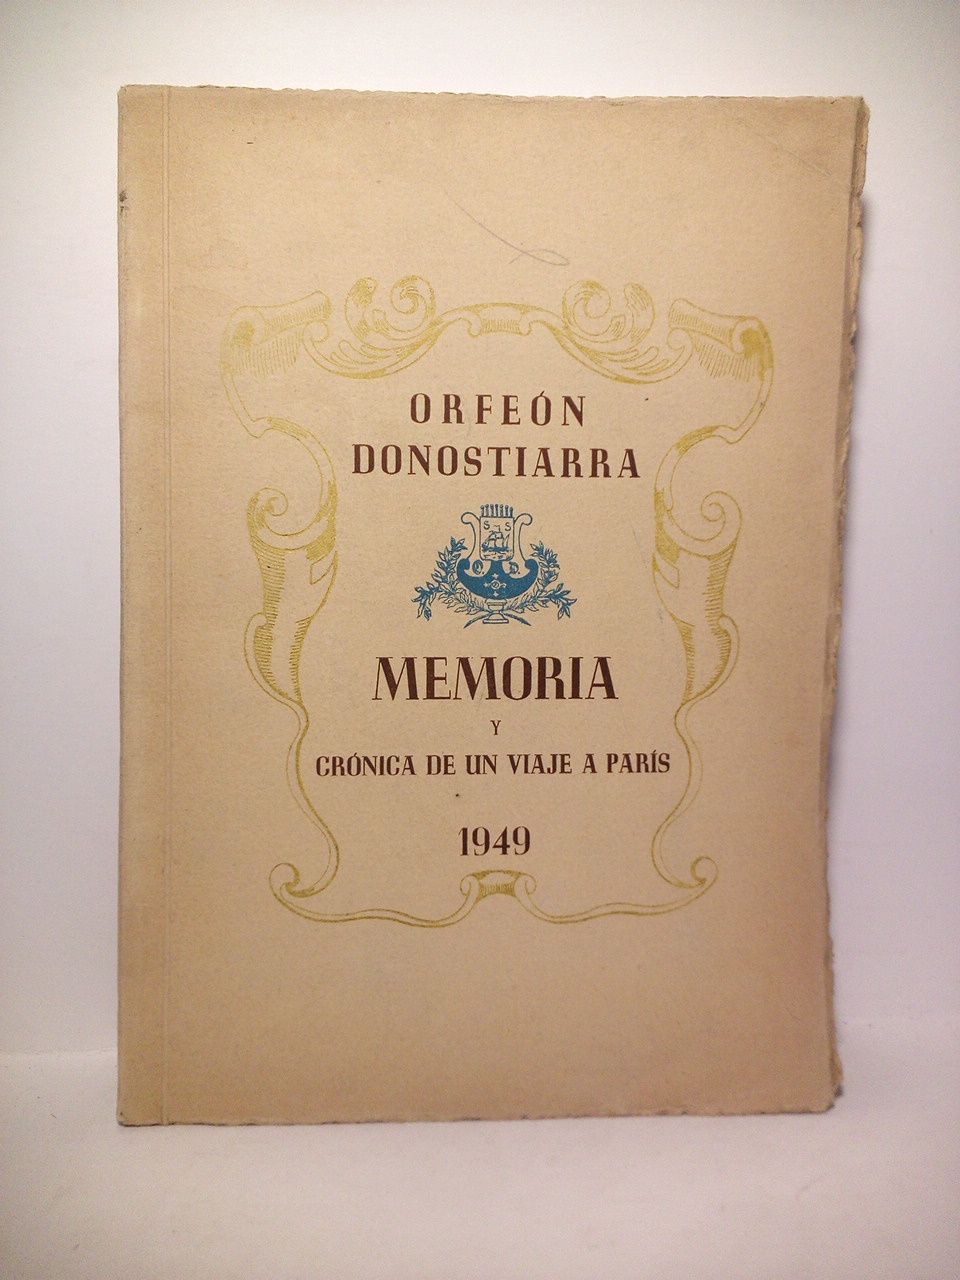 ORFEÓN
DONOSTIARRA
S S
O D
MEMORIA
Y
CRÓNICA DE UN VIAJE A PARÍS
1949